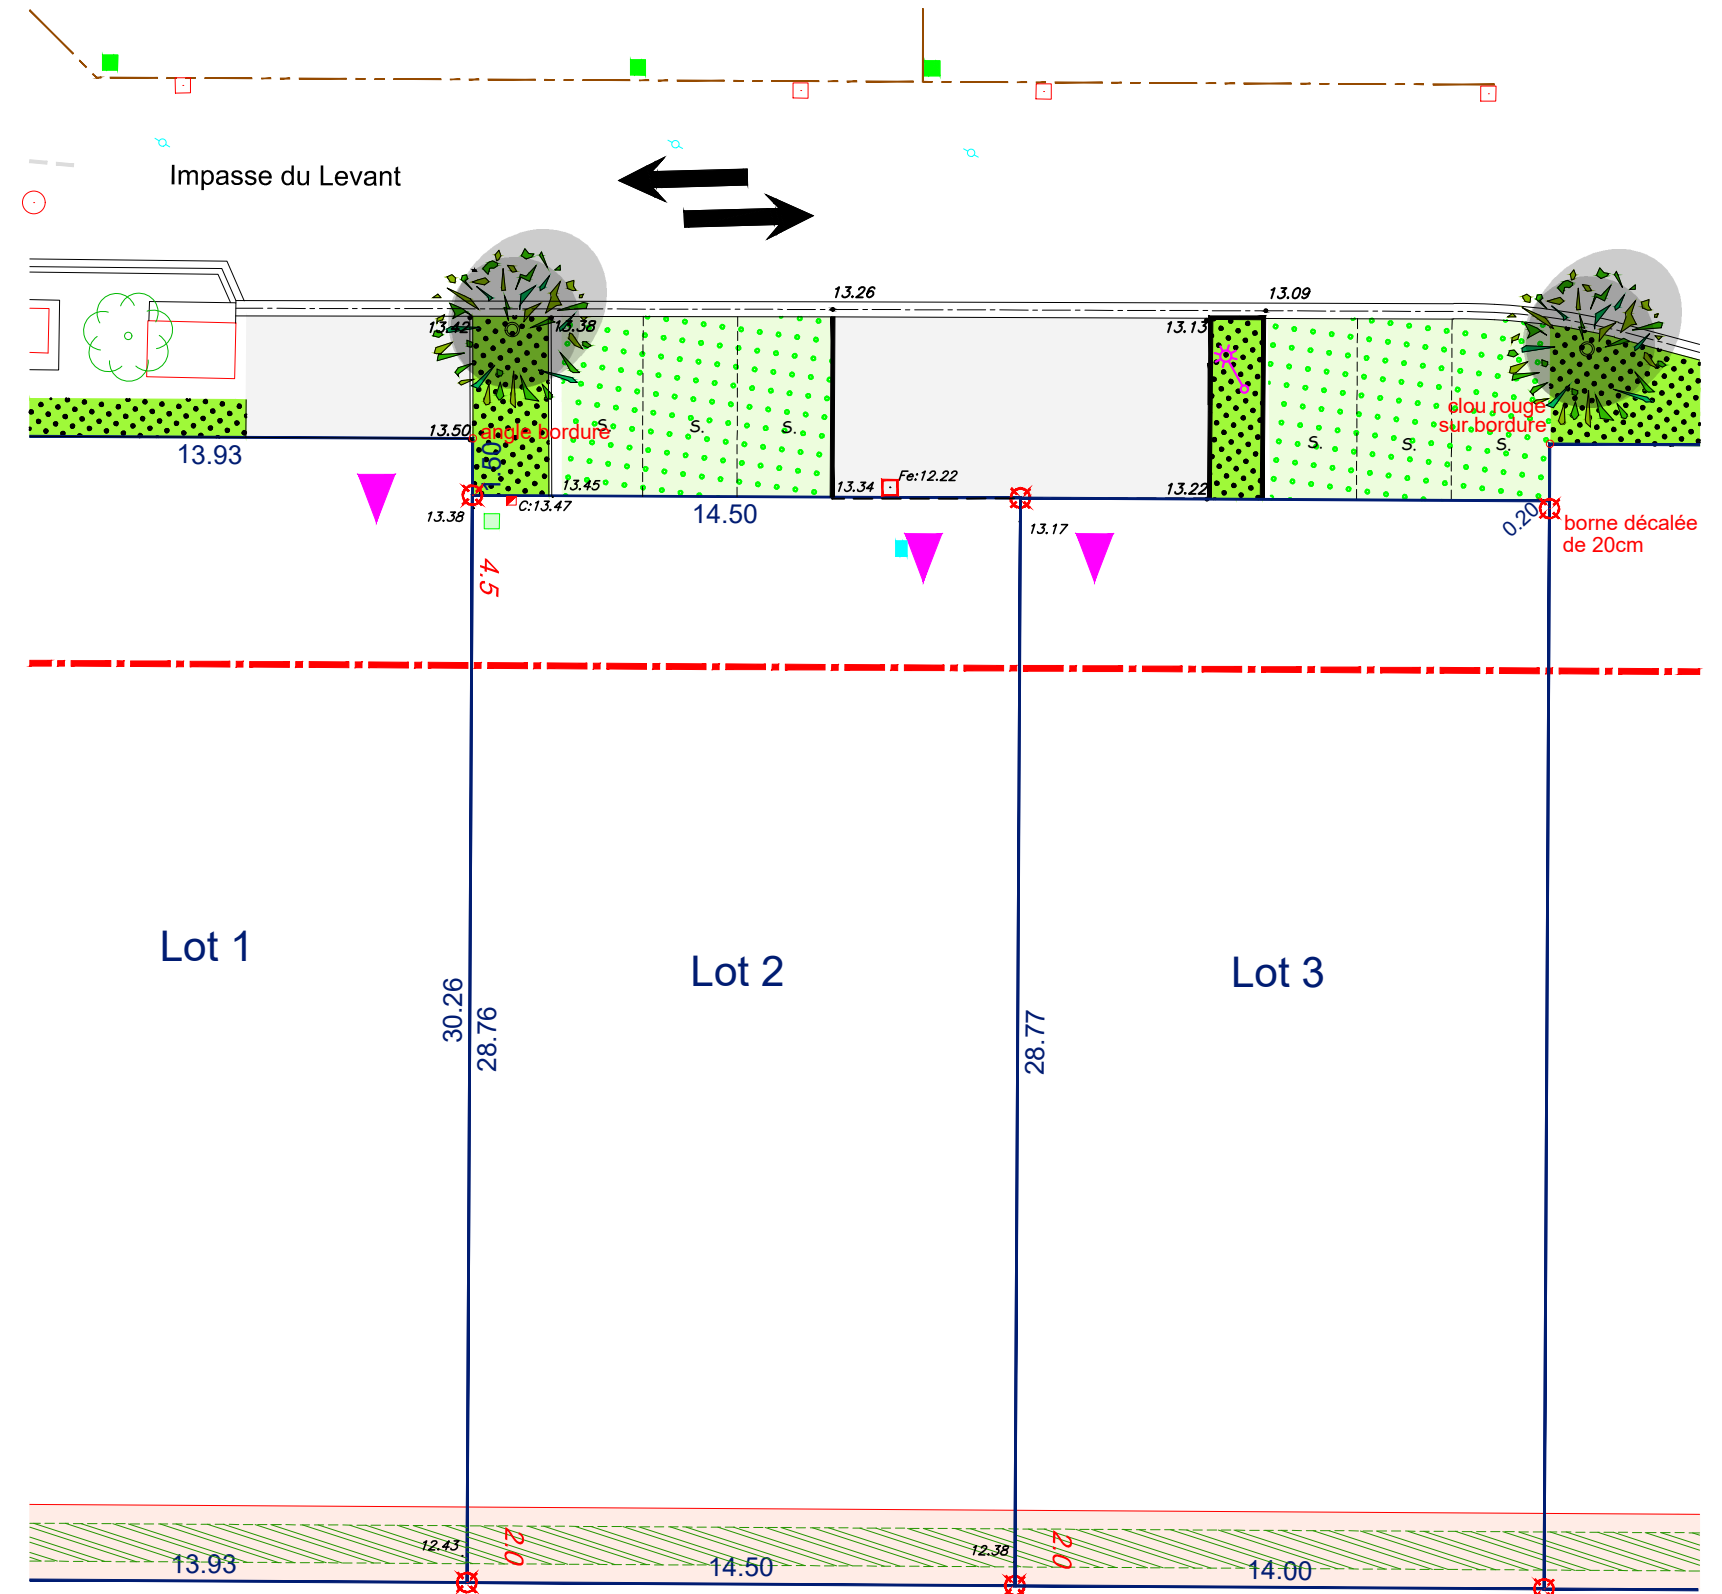 Impasse du Levant
13.26
13.09
13.42
13.38
13.13
clou rouge
sur bordure
S.
S.
S.
S.
S.
S.
13.50
angle bordure
13.93
1.50
13.45
13.34
Fe:12.22
13.22
C:13.47
13.38
14.50
13.17
0.20
borne décalée
de 20cm
4.5
Lot 1
Lot 2
Lot 3
30.26
28.76
28.77
12.43
2.0
12.38
2.0
13.93
14.50
14.00